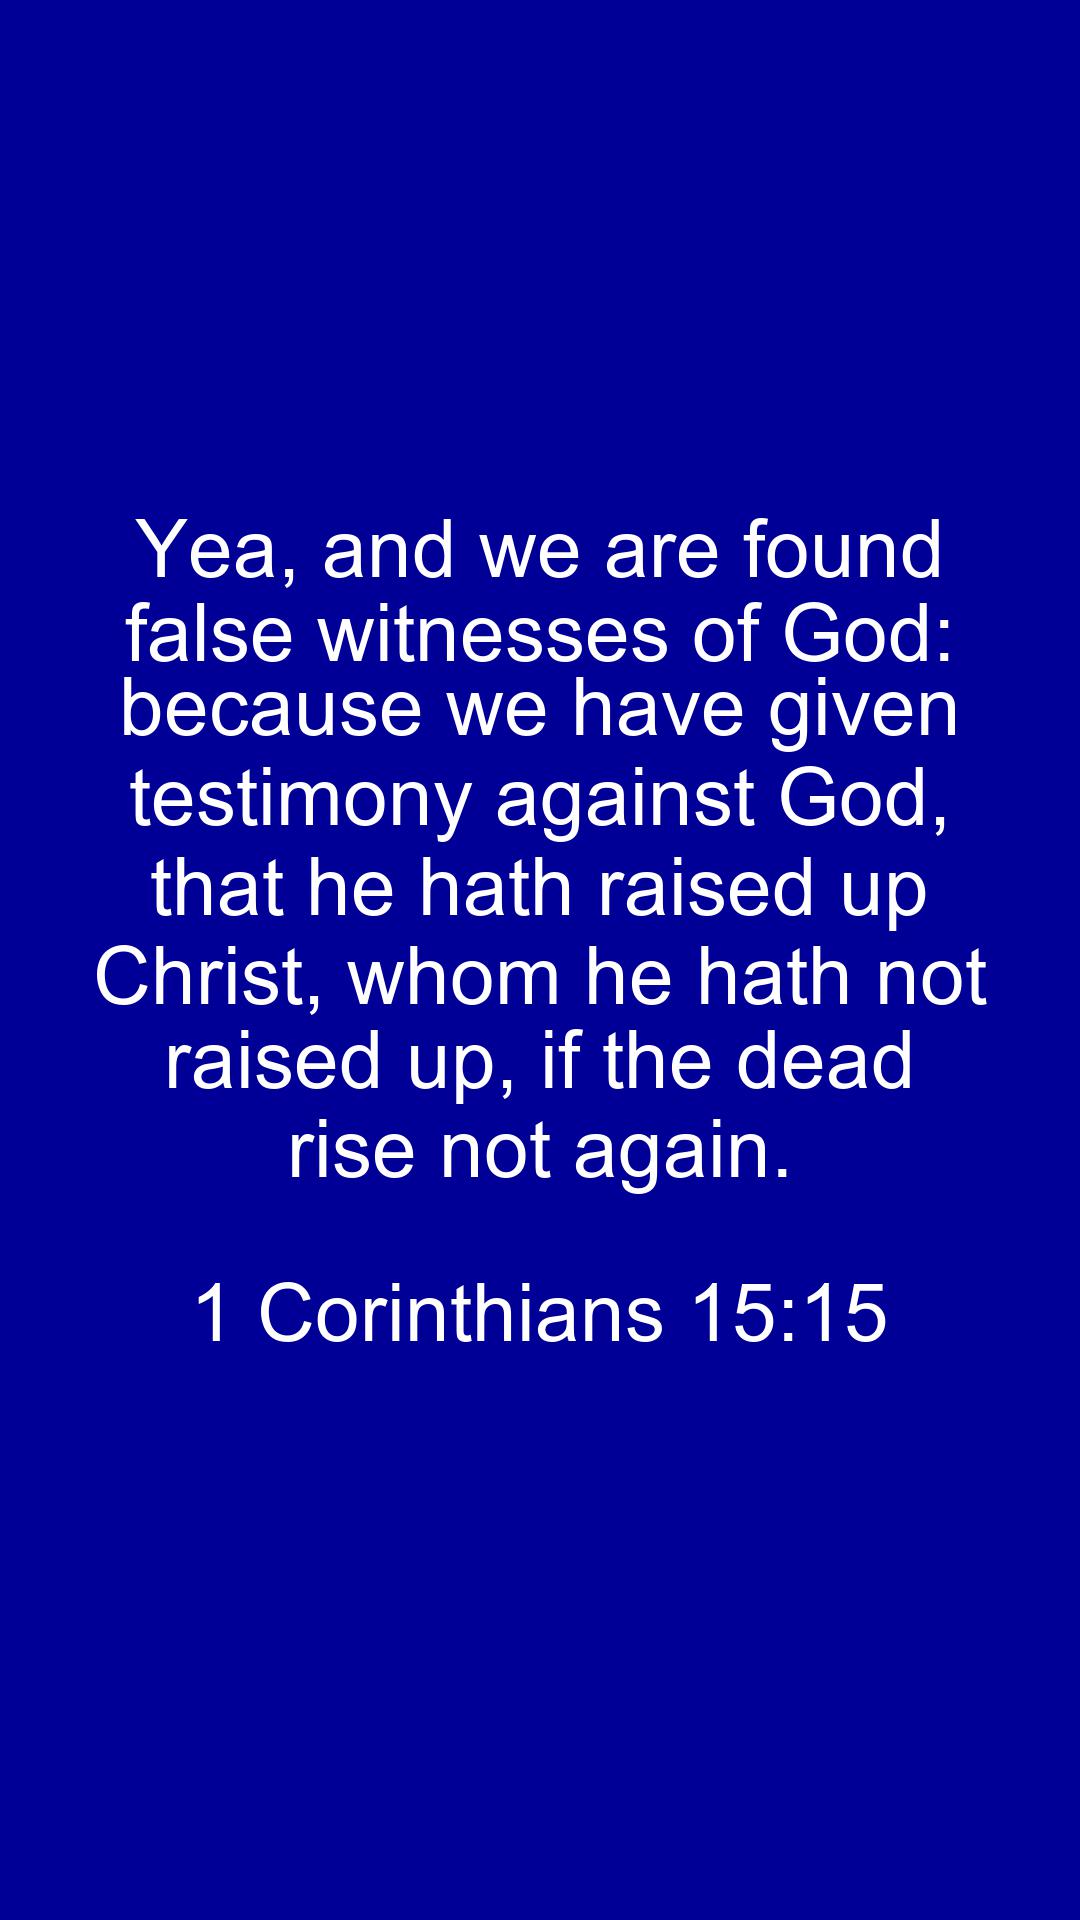 Yea, and we are found
false witnesses of God:
because we have given
testimony against God,
that he hath raised up
Christ, whom he hath not
raised up, if the dead
rise not again.
1 Corinthians 15:15